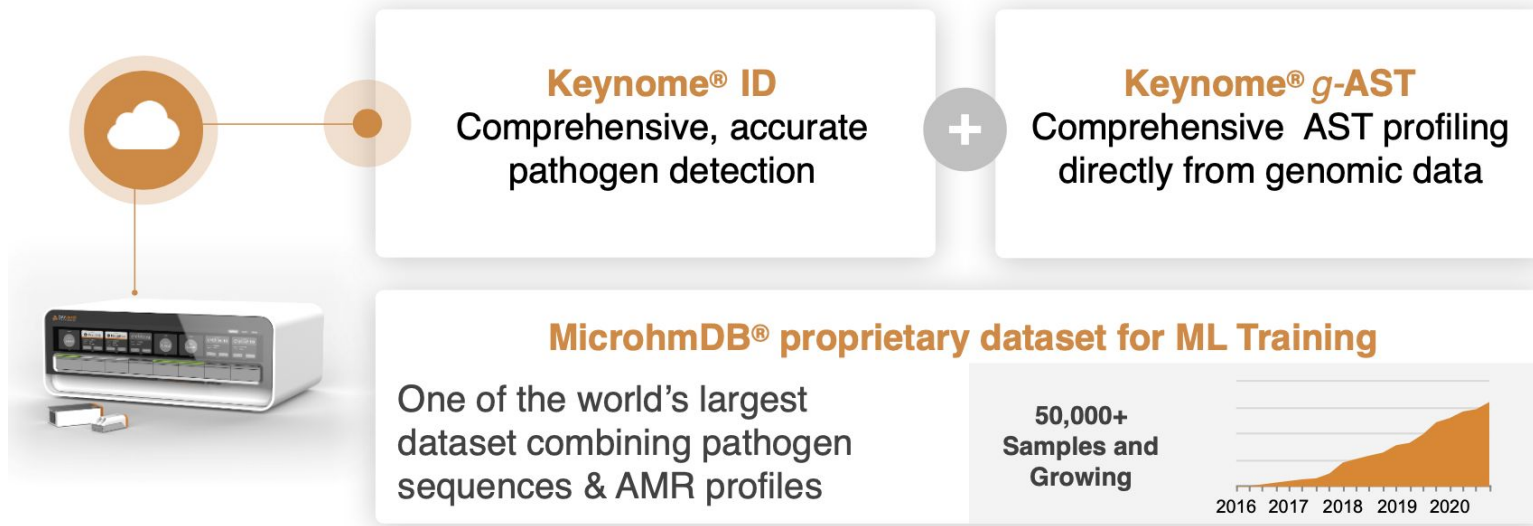 Keynome® ID
Comprehensive, accurate
pathogen detection
+
Keynome® g-AST
Comprehensive AST profiling
directly from genomic data
MicrohmDB® proprietary dataset for ML Training
One of the world’s largest
dataset combining pathogen
sequences & AMR profiles
50,000+
Samples and
Growing
2016 2017 2018 2019 2020